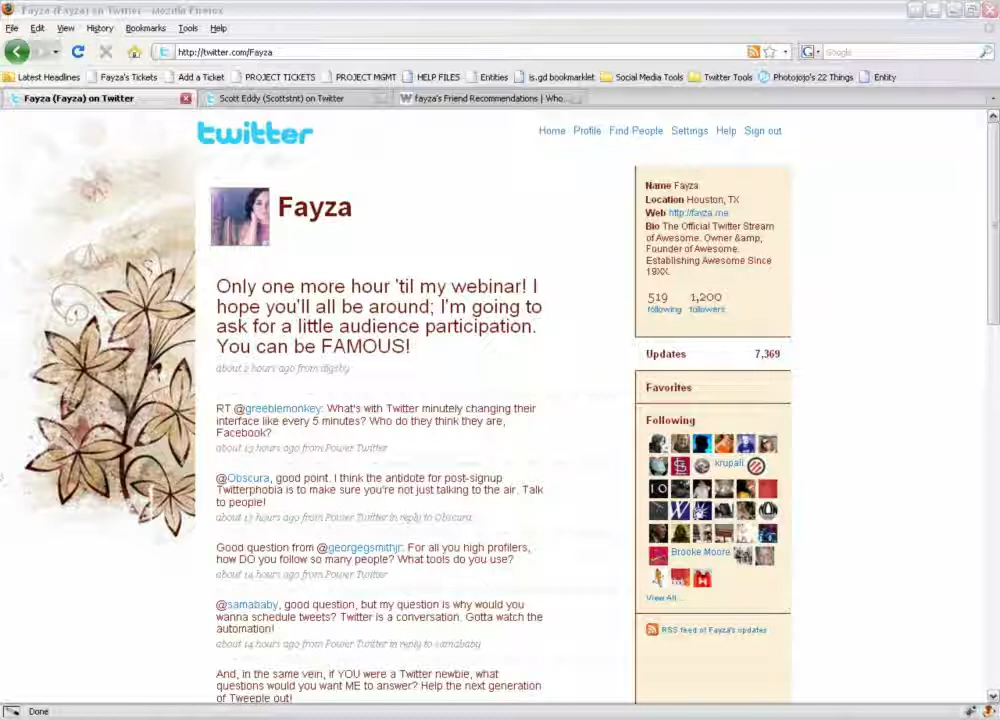 Fayza (Fayza) on Twitter - Mozilla Firefox
File Edit View History Bookmarks Tools Help
http://twitter.com/Fayza
Google
Latest Headlines Fayza's Tickets Add a Ticket PROJECT TICKETS PROJECT MGMT HELP FILES Entities is.gd bookmarklet Social Media Tools Twitter Tools Photojojo's 22 Things Entity
Fayza (Fayza) on Twitter Scott Eddy (Scottstnt) on Twitter fayza's Friend Recommendations | Who...
twitter
Home Profile Find People Settings Help Sign out
Fayza
Only one more hour 'til my webinar! I
hope you'll all be around; I'm going to
ask for a little audience participation.
You can be FAMOUS!
about 2 hours ago from digsby
RT @greeblemonkey: What's with Twitter minutely changing their
interface like every 5 minutes? Who do they think they are,
Facebook?
about 13 hours ago from Power Twitter
@Obscura, good point. I think the antidote for post-signup
Twitterphobia is to make sure you're not just talking to the air. Talk
to people!
about 13 hours ago from Power Twitter in reply to Obscura
Good question from @georgegsmithjr: For all you high profilers,
how DO you follow so many people? What tools do you use?
about 14 hours ago from Power Twitter
@samababy, good question, but my question is why would you
wanna schedule tweets? Twitter is a conversation. Gotta watch the
automation!
about 14 hours ago from Power Twitter in reply to samababy
And, in the same vein, if YOU were a Twitter newbie, what
questions would you want ME to answer? Help the next generation
of Tweeple out!
Name Fayza
Location Houston, TX
Web http://fayza.me
Bio The Official Twitter Stream
of Awesome. Owner &amp;
Founder of Awesome.
Establishing Awesome Since
19XX.
519 1,200
following followers
Updates 7,369
Favorites
Following
krupali
10
W
Brooke Moore
View All...
RSS feed of Fayza's updates
Done